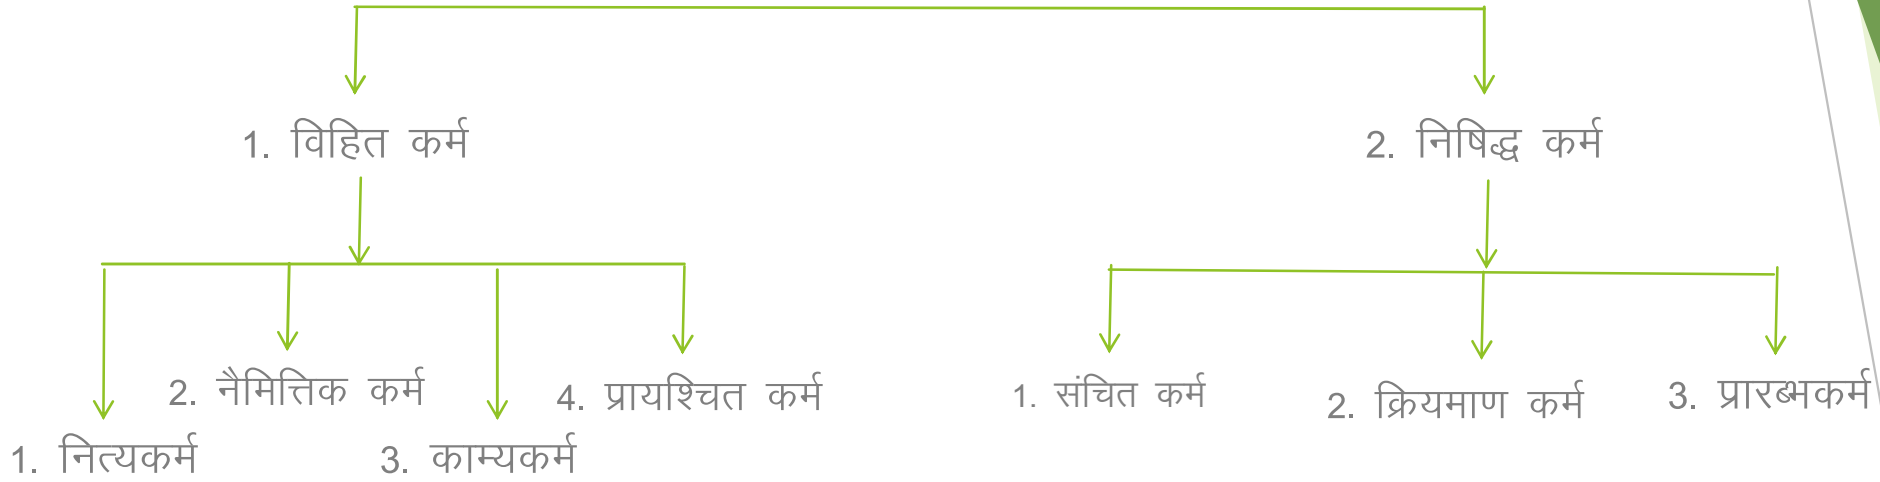 1. विहित कर्म
2. निषिद्ध कर्म
2. नैमित्तिक कर्म
4. प्रायश्चित कर्म
1. संचित कर्म
2. क्रियमाण कर्म
3. प्रारब्भकर्म
1. नित्यकर्म
3. काम्यकर्म